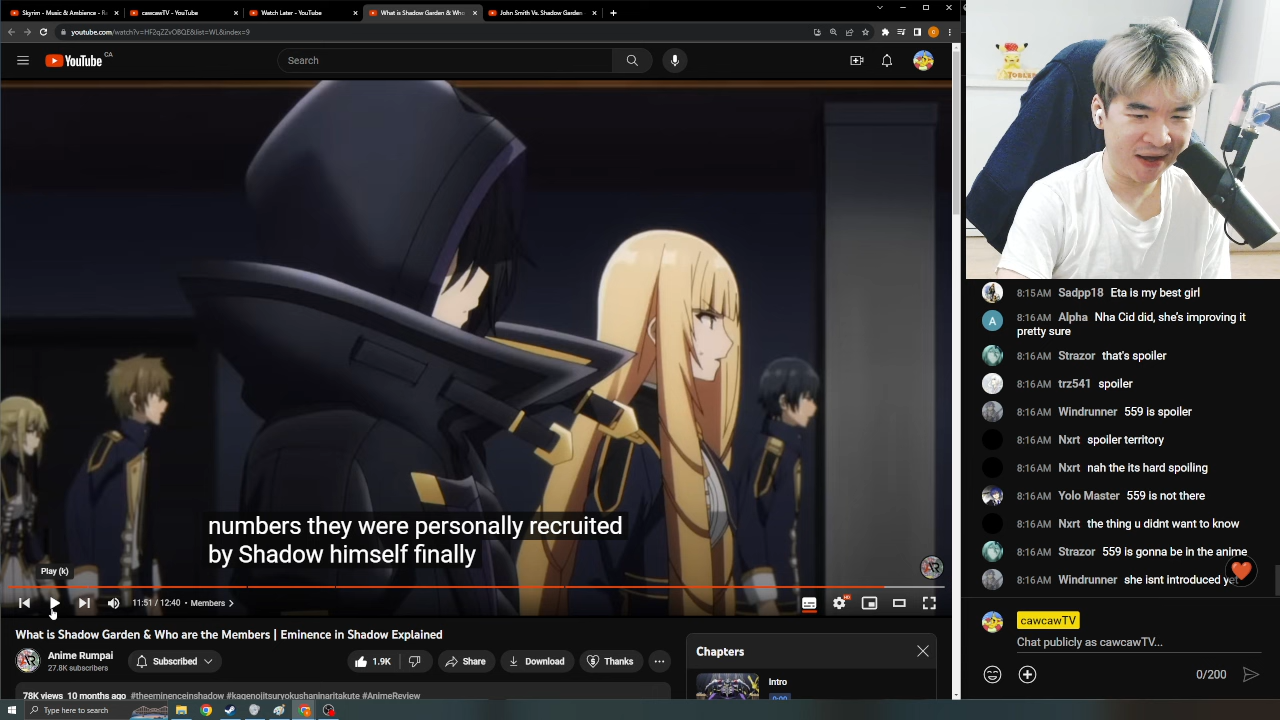 Skyrim - Music & Ambience - R
cawcawTV - YouTube
Watch Later - YouTube
What is Shadow Garden & Who
John Smith Vs. Shadow Garden
youtube.com/watch?v=HF2qZZvOBQE&list=WL&index=9
YouTube CA
Search
numbers they were personally recruited
by Shadow himself finally
Play (k)
11:51 / 12:40 • Members
What is Shadow Garden & Who are the Members | Eminence in Shadow Explained
Anime Rumpai
27.8K subscribers
Subscribed
1.9K
Share
Download
Thanks
78K views 10 months ago #theeminenceinshadow #kagenojitsuryokushaninaritakute #AnimeReview
Chapters
Intro
0:00
Type here to search
8:15 AM Sadpp18 Eta is my best girl
A
8:16 AM Alpha Nha Cid did, she's improving it
pretty sure
8:16 AM Strazor that's spoiler
8:16 AM trz541 spoiler
8:16 AM Windrunner 559 is spoiler
8:16 AM Nxrt spoiler territory
8:16 AM Nxrt nah the its hard spoiling
8:16 AM Yolo Master 559 is not there
8:16 AM Nxrt the thing u didnt want to know
8:16 AM Strazor 559 is gonna be in the anime
8:16 AM Windrunner she isnt introduced yet
cawcawTV
Chat publicly as cawcawTV...
0/200